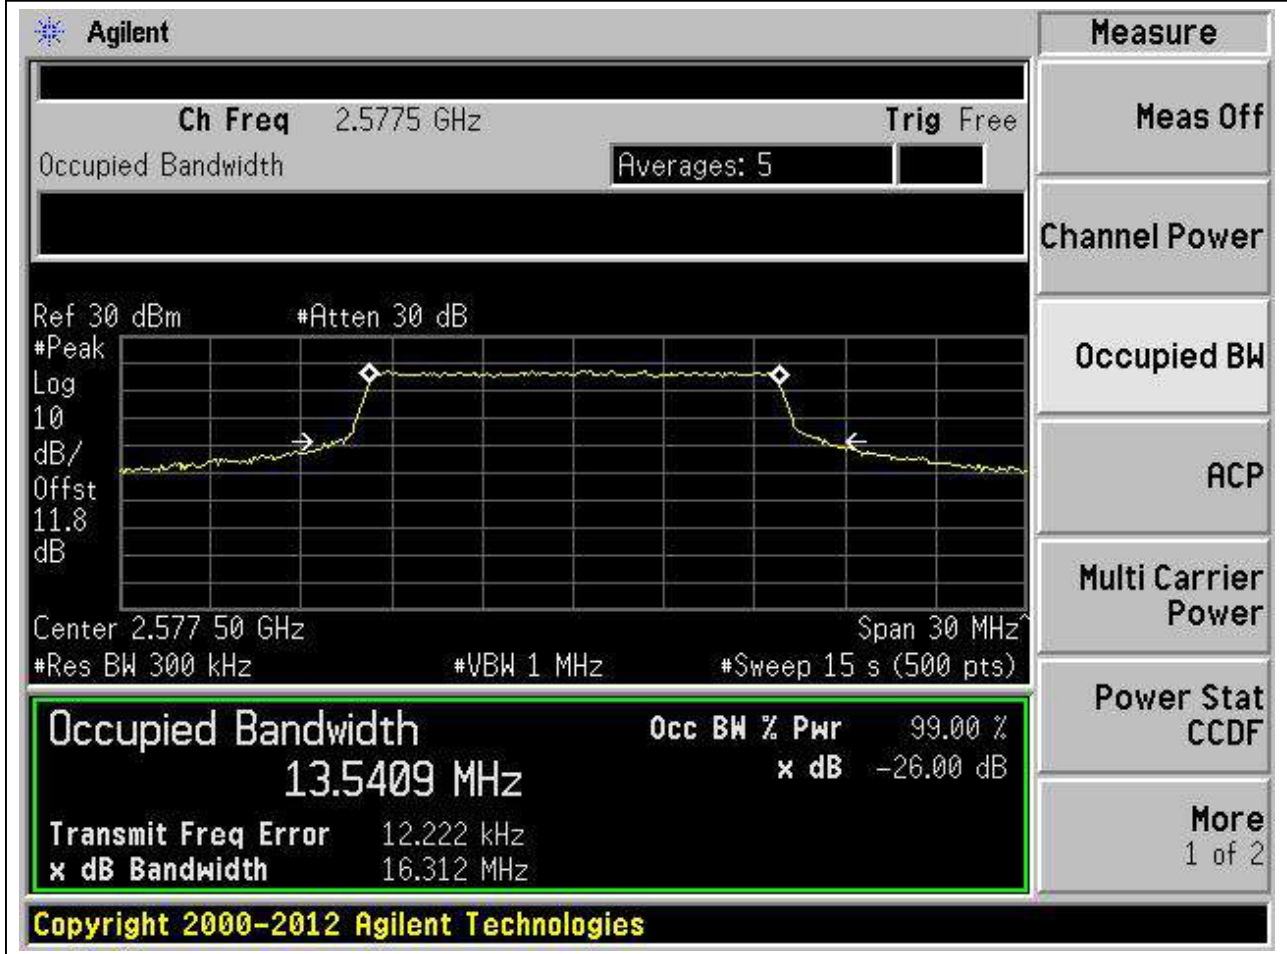 Agilent
Measure
Ch Freq 2.5775 GHz Trig Free
Occupied Bandwidth Averages: 5
Ref 30 dBm #Atten 30 dB
#Peak
Log
10
dB/
Offst
11.8
dB
Center 2.577 50 GHz Span 30 MHz^
#Res BW 300 kHz #VBW 1 MHz #Sweep 15 s (500 pts)
Occupied Bandwidth Occ BW % Pwr 99.00 %
13.5409 MHz x dB -26.00 dB
Transmit Freq Error 12.222 kHz
x dB Bandwidth 16.312 MHz
Copyright 2000-2012 Agilent Technologies
Meas Off
Channel Power
Occupied BW
ACP
Multi Carrier
Power
Power Stat
CCDF
More
1 of 2